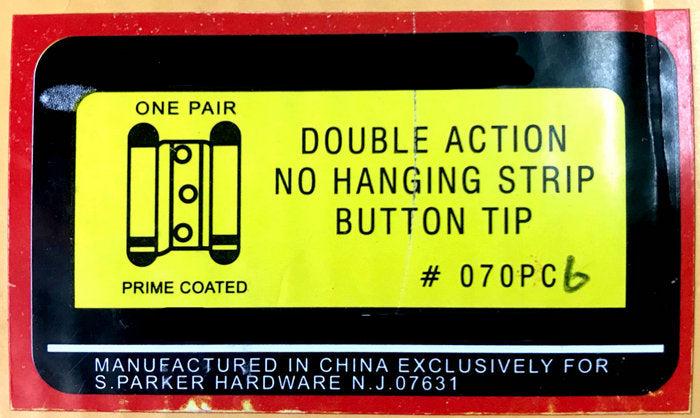 ONE PAIR
DOUBLE ACTION
NO HANGING STRIP
BUTTON TIP
# 070PC6
PRIME COATED
MANUFACTURED IN CHINA EXCLUSIVELY FOR
S.PARKER HARDWARE N.J.07631